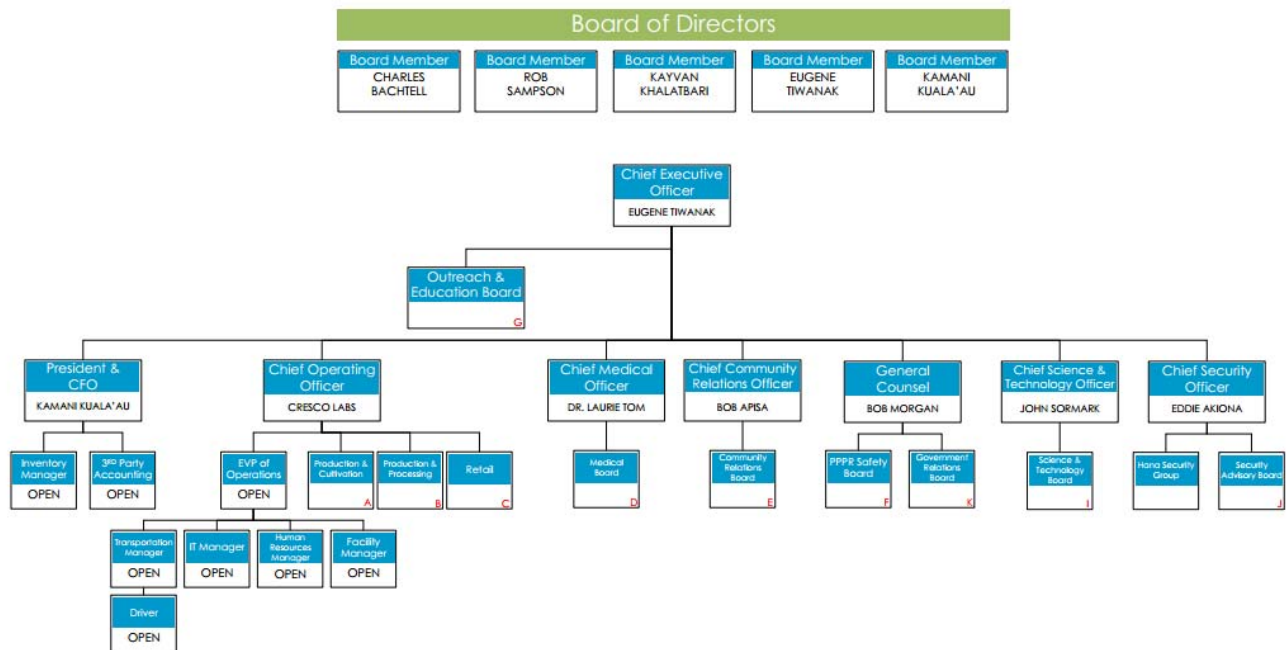 Board of Directors
Board Member
CHARLES
BACHTELL
Board Member
ROB
SAMPSON
Board Member
KAYVAN
KHALATBARI
Board Member
EUGENE
TIWANAK
Board Member
KAMANI
KUALA'AU
Chief Executive
Officer
EUGENE TIWANAK
Outreach &
Education Board
G
President &
CFO
KAMANI KUALA'AU
Chief Operating
Officer
CRESCO LABS
Chief Medical
Officer
DR. LAURIE TOM
Chief Community
Relations Officer
BOB APISA
General
Counsel
BOB MORGAN
Chief Science &
Technology Officer
JOHN SORMARK
Chief Security
Officer
EDDIE AKIONA
Inventory
Manager
OPEN
3RD Party
Accounting
OPEN
EVP of
Operations
OPEN
Production &
Cultivation
A
Production &
Processing
B
Retail
C
Medical
Board
D
Community
Relations
Board
E
PPPR Safety
Board
F
Government
Relations
Board
K
Science &
Technology
Board
I
Hana Security
Group
Security
Advisory Board
J
Transportation
Manager
OPEN
IT Manager
OPEN
Human
Resources
Manager
OPEN
Facility
Manager
OPEN
Driver
OPEN